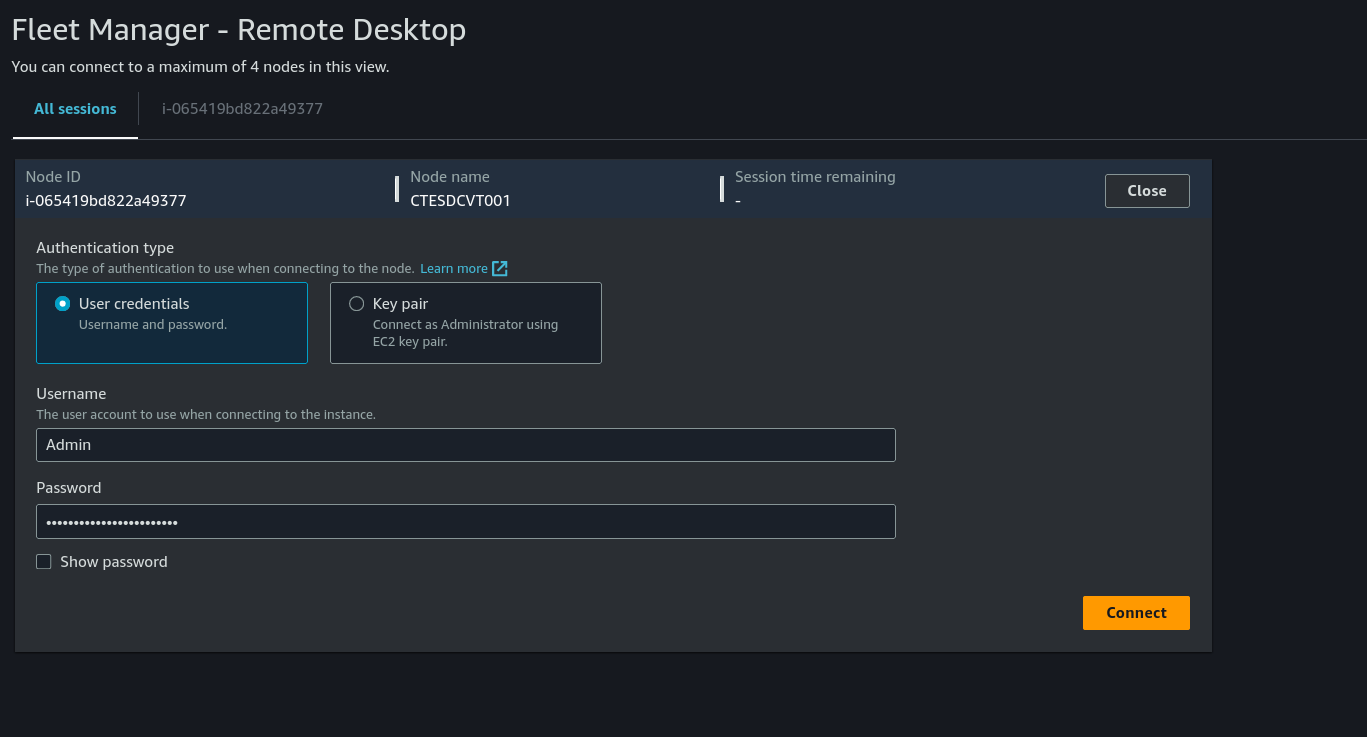 Fleet Manager - Remote Desktop
You can connect to a maximum of 4 nodes in this view.
All sessions
i-065419bd822a49377
Node ID
i-065419bd822a49377
Node name
CTESDCVT001
Session time remaining
-
Close
Authentication type
The type of authentication to use when connecting to the node. Learn more
User credentials
Username and password.
Key pair
Connect as Administrator using
EC2 key pair.
Username
The user account to use when connecting to the instance.
Admin
Password
••••••••••••••••••••••••
Show password
Connect